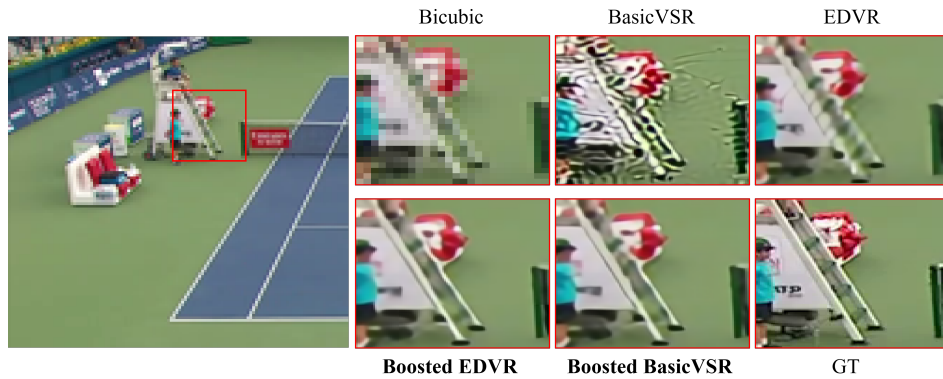 Bicubic
BasicVSR
EDVR
Boosted EDVR
Boosted BasicVSR
GT